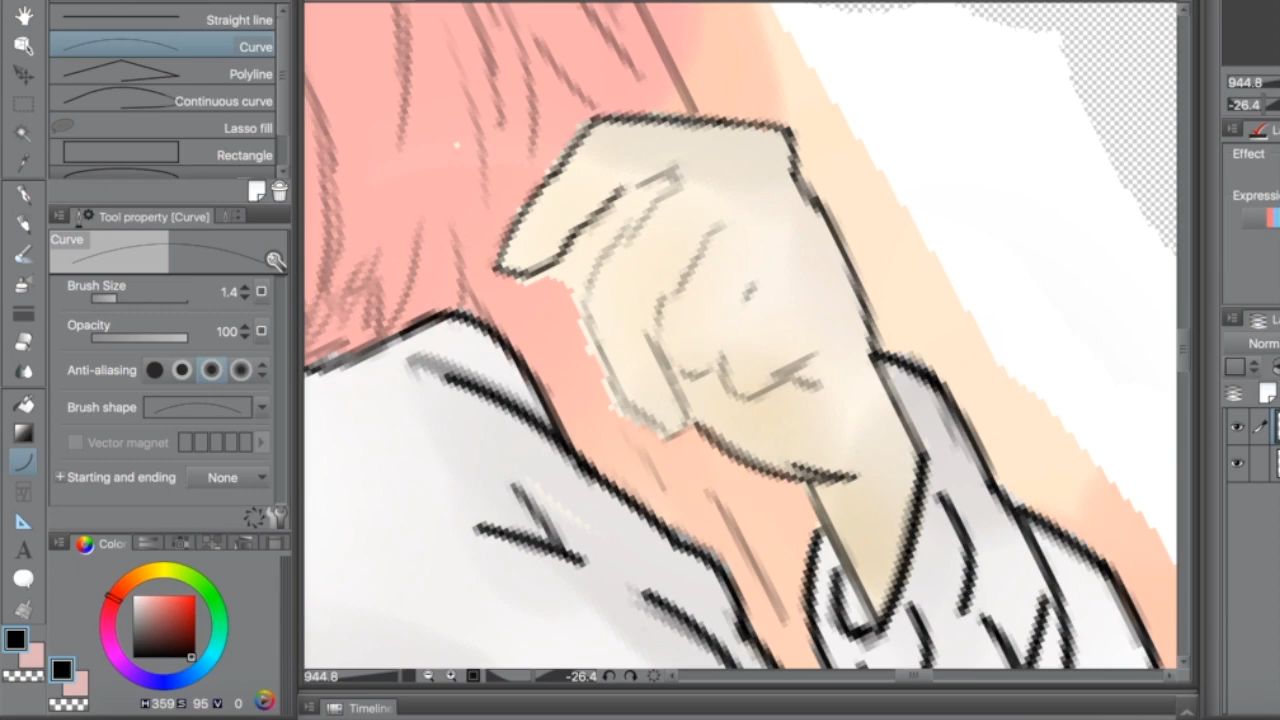 Straight line
Curve
Polyline
Continuous curve
Lasso fill
Rectangle
Tool property [Curve]
Curve
Brush Size
1.4
Opacity
100
Anti-aliasing
Brush shape
Vector magnet
Starting and ending
None
Color
H 359 S 95 V 0
944.8
-26.4
Timeline
944.8
-26.4
Effect
Expressi
Norm